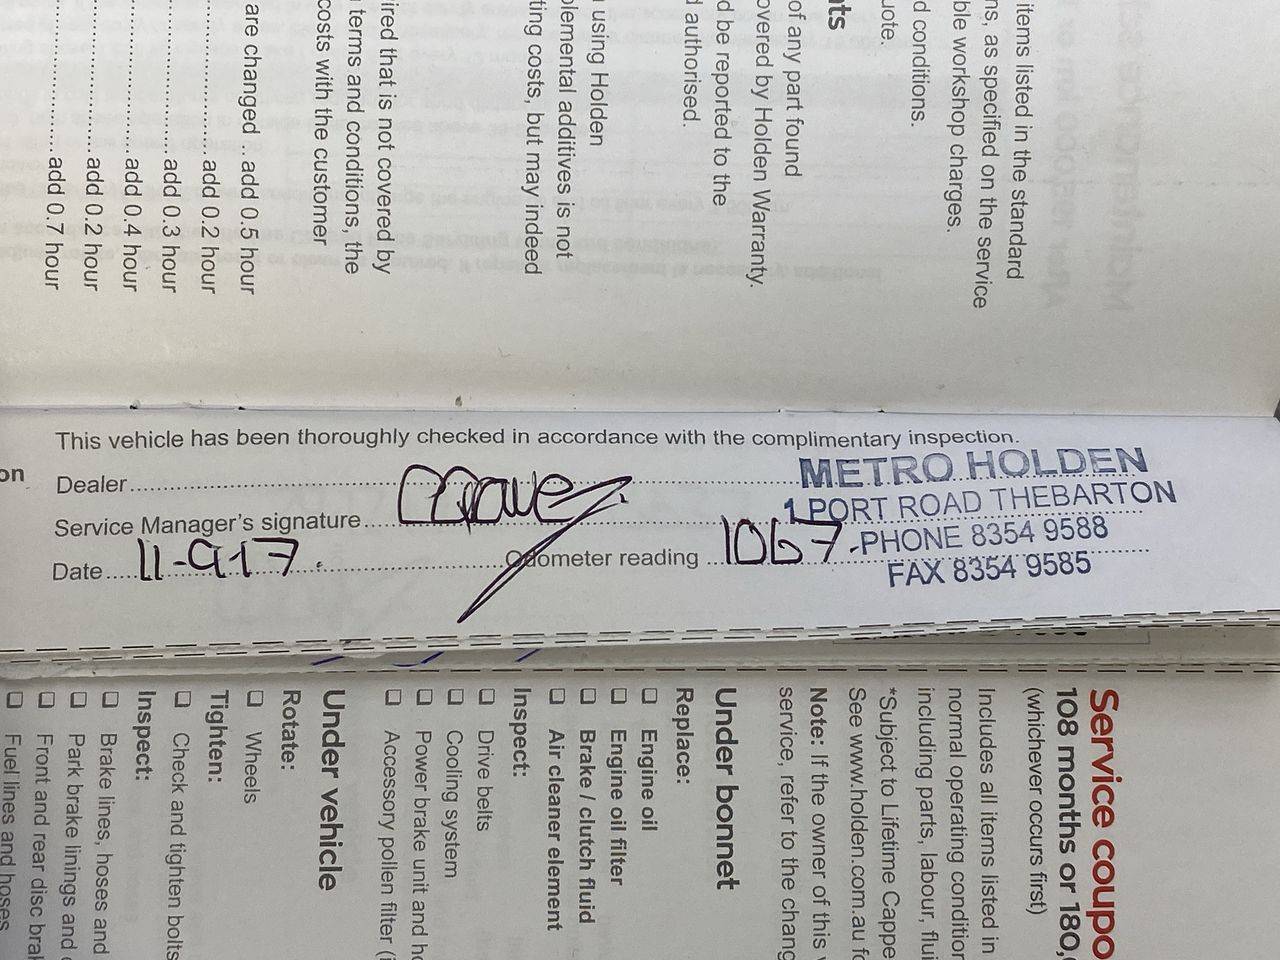 items listed in the standard
ns, as specified on the service
ble workshop charges.
d conditions.
uote.
ts
of any part found
overed by Holden Warranty.
d be reported to the
d authorised.
using Holden
plemental additives is not
ting costs, but may indeed
ired that is not covered by
terms and conditions, the
costs with the customer
are changed .. add 0.5 hour
add 0.2 hour
add 0.3 hour
add 0.4 hour
add 0.2 hour
add 0.7 hour
This vehicle has been thoroughly checked in accordance with the complimentary inspection.
on
Dealer
METRO HOLDEN
1 PORT ROAD THEBARTON
PHONE 8354 9588
FAX 8354 9585
Service Manager's signature
Date 11-917. Odometer reading 1067
Service coupo
108 months or 180,
(whichever occurs first)
Includes all items listed in
normal operating condition
including parts, labour, flui
*Subject to Lifetime Cappe
See www.holden.com.au fo
Note: If the owner of this v
service, refer to the chang
Under bonnet
Replace:
☐ Engine oil
☐ Engine oil filter
☐ Brake / clutch fluid
☐ Air cleaner element
Inspect:
☐ Drive belts
☐ Cooling system
☐ Power brake unit and ho
☐ Accessory pollen filter (i
Under vehicle
Rotate:
☐ Wheels
Tighten:
☐ Check and tighten bolts
Inspect:
☐ Brake lines, hoses and
☐ Park brake linings and
☐ Front and rear disc brak
☐ Fuel lines and hoses